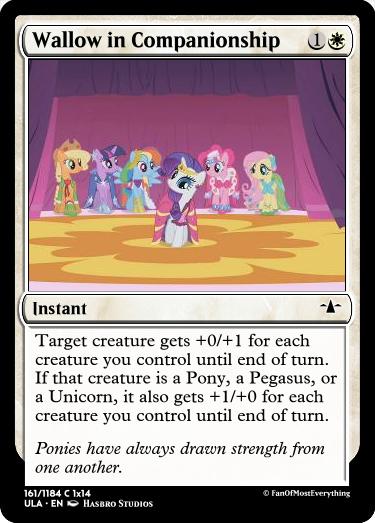 Wallow in Companionship 1
Instant
Target creature gets +0/+1 for each
creature you control until end of turn.
If that creature is a Pony, a Pegasus, or
a Unicorn, it also gets +1/+0 for each
creature you control until end of turn.
Ponies have always drawn strength from
one another.
161/1184 C 1x14
ULA • EN Hasbro Studios
© FanOfMostEverything